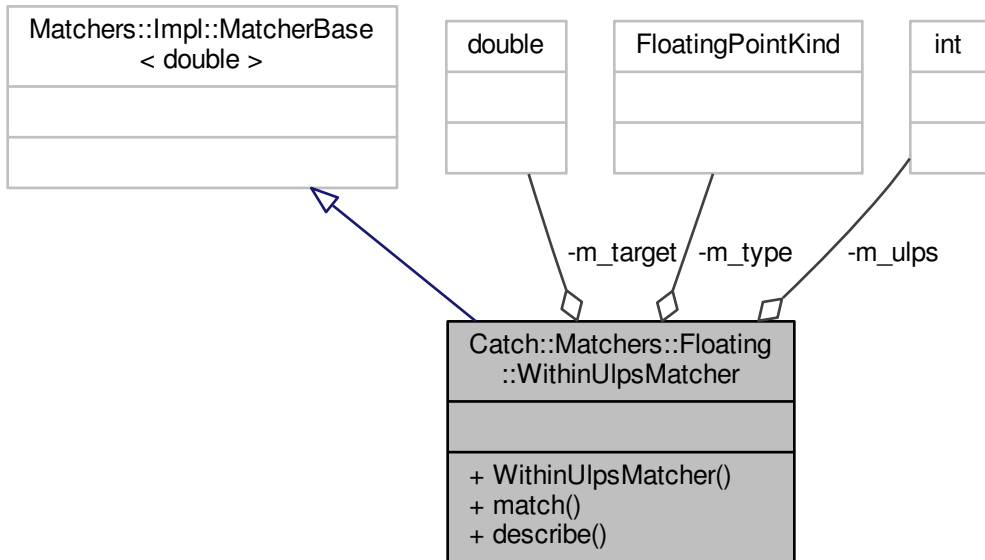 Matchers::Impl::MatcherBase
< double >
double
FloatingPointKind
int
-m_target
-m_type
-m_ulps
Catch::Matchers::Floating
::WithinUlpsMatcher
+ WithinUlpsMatcher()
+ match()
+ describe()